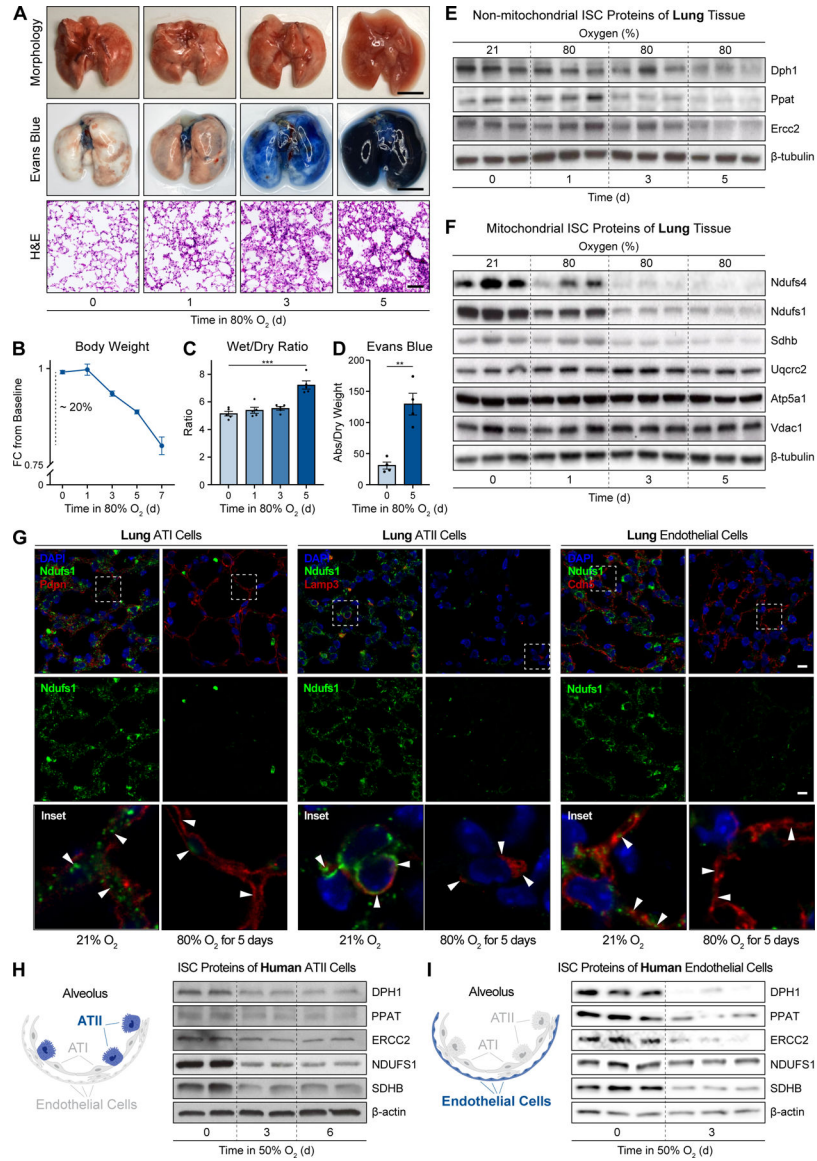 A
Morphology
Evans Blue
H&E
0 1 3 5
Time in 80% O₂ (d)
B
Body Weight
FC from Baseline
1
~ 20%
0.75
0
0 1 3 5 7
Time in 80% O₂ (d)
C
Wet/Dry Ratio
***
Ratio
10
8
6
4
2
0
0 1 3 5
Time in 80% O₂ (d)
D
Evans Blue
**
Abs/Dry Weight
200
150
100
50
0
0 5
Time in 80% O₂ (d)
E
Non-mitochondrial ISC Proteins of Lung Tissue
Oxygen (%)
21 80 80 80
Dph1
Ppat
Ercc2
β-tubulin
0 1 3 5
Time (d)
F
Mitochondrial ISC Proteins of Lung Tissue
Oxygen (%)
21 80 80 80
Ndufs4
Ndufs1
Sdhb
Uqcrc2
Atp5a1
Vdac1
β-tubulin
0 1 3 5
Time (d)
G
Lung ATI Cells
DAPI
Ndufs1
Ndufs1
Inset
21% O₂
80% O₂ for 5 days
Lung ATII Cells
DAPI
Ndufs1
Lamp3
Ndufs1
Inset
21% O₂
80% O₂ for 5 days
Lung Endothelial Cells
DAPI
Ndufs1
Cdh5
Ndufs1
Inset
21% O₂
80% O₂ for 5 days
H
Alveolus
ATII
ATI
Endothelial Cells
ISC Proteins of Human ATII Cells
DPH1
PPAT
ERCC2
NDUFS1
SDHB
β-actin
0 3 6
Time in 50% O₂ (d)
I
Alveolus
ATII
ATI
Endothelial Cells
ISC Proteins of Human Endothelial Cells
DPH1
PPAT
ERCC2
NDUFS1
SDHB
β-actin
0 3
Time in 50% O₂ (d)